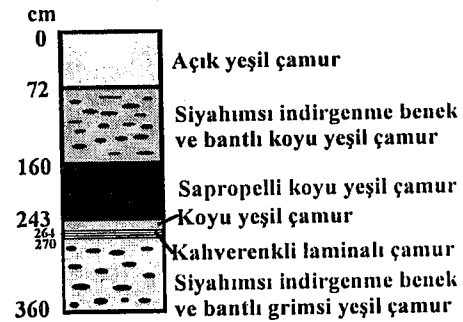 cm
0
Açık yeşil çamur
72
Siyahımsı indirgenme benek
ve bantlı koyu yeşil çamur
160
Sapropelli koyu yeşil çamur
243
Koyu yeşil çamur
264
270
Kahverenkli laminalı çamur
Siyahımsı indirgenme benek
ve bantlı grimsi yeşil çamur
360